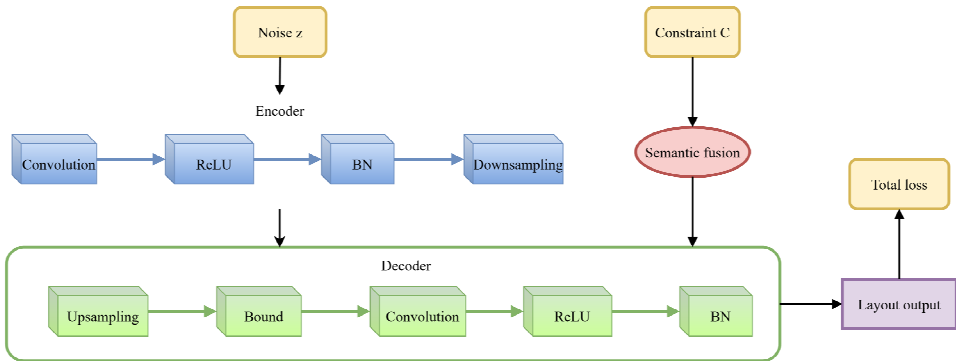 Noise z
Constraint C
Encoder
Convolution
ReLU
BN
Downsampling
Semantic fusion
Total loss
Decoder
Upsampling
Bound
Convolution
ReLU
BN
Layout output